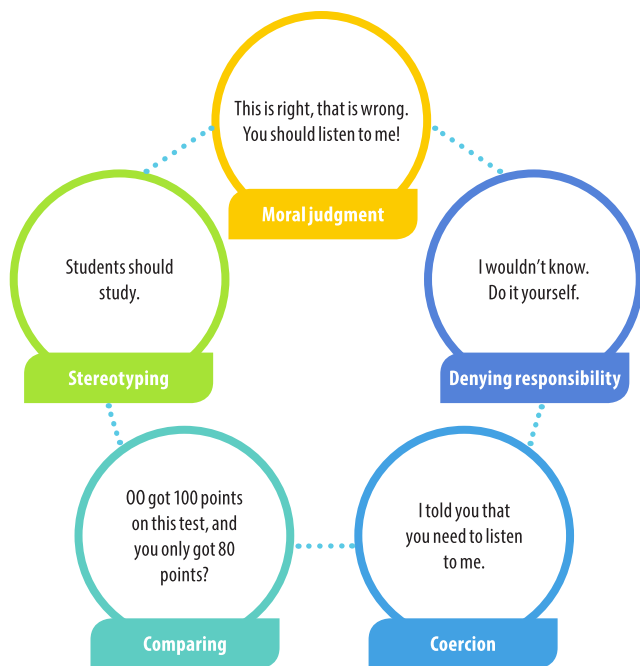 This is right, that is wrong.
You should listen to me!
Moral judgment
I wouldn't know.
Do it yourself.
Denying responsibility
I told you that
you need to listen
to me.
Coercion
OO got 100 points
on this test, and
you only got 80
points?
Comparing
Students should
study.
Stereotyping